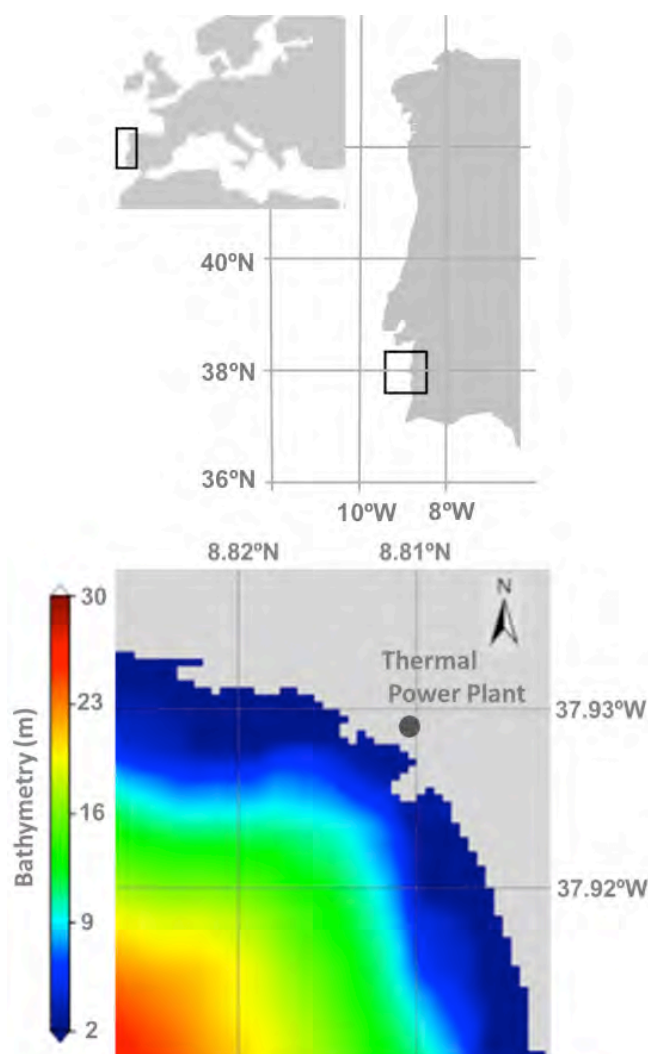 40ºN
38ºN
36ºN
10ºW 8ºW
8.82ºN 8.81ºN
30
23
16
9
2
Bathymetry (m)
N
Thermal
Power Plant
37.93ºW
37.92ºW